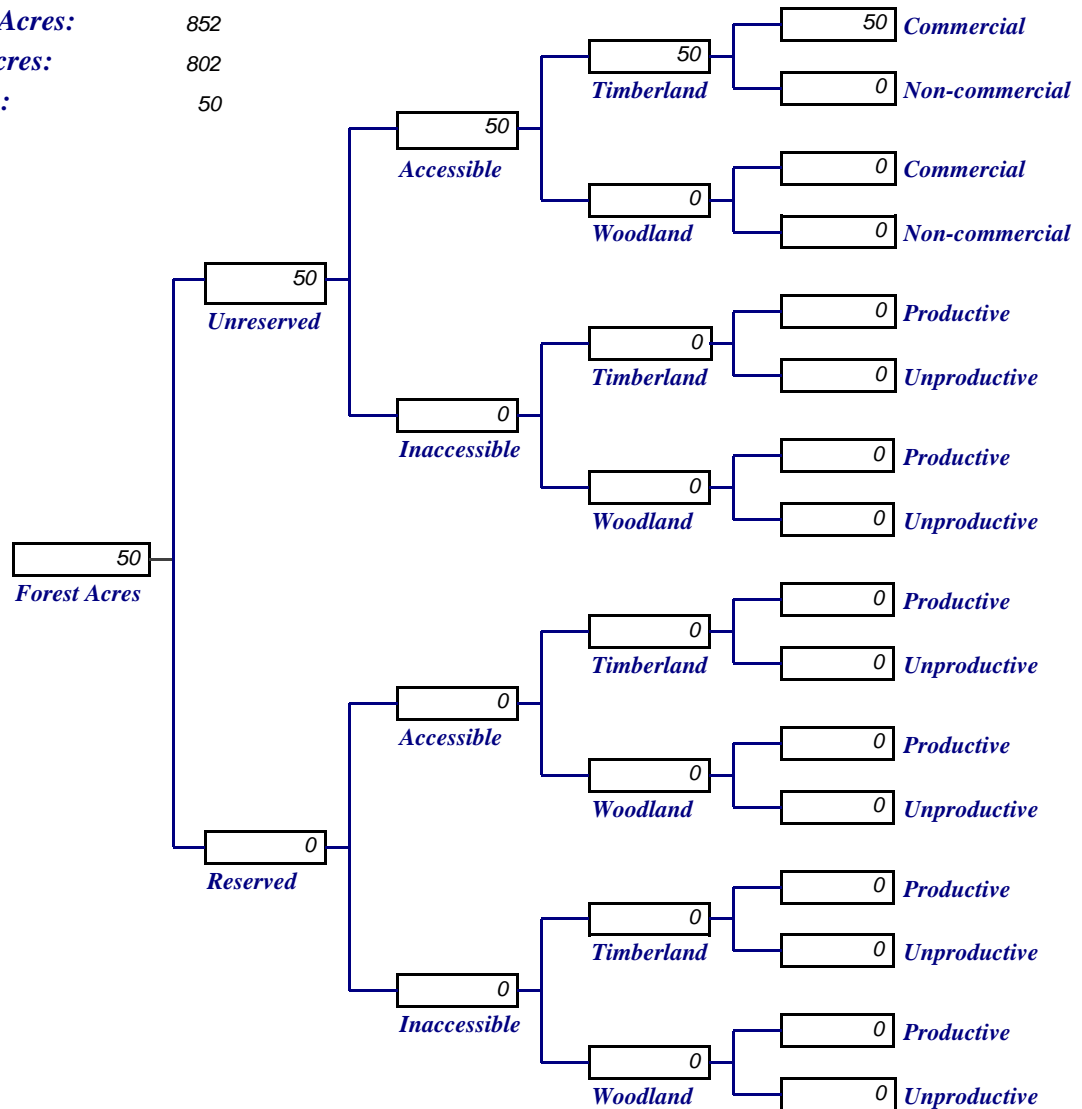 Acres: 852
cres: 802
: 50
50 Commercial
50
Timberland
0 Non-commercial
50
Accessible
0 Commercial
0
Woodland
0 Non-commercial
50
Unreserved
0 Productive
0
Timberland
0 Unproductive
0
Inaccessible
0 Productive
0
Woodland
0 Unproductive
50
Forest Acres
0 Productive
0
Timberland
0 Unproductive
0
Accessible
0 Productive
0
Woodland
0 Unproductive
0
Reserved
0 Productive
0
Timberland
0 Unproductive
0
Inaccessible
0 Productive
0
Woodland
0 Unproductive